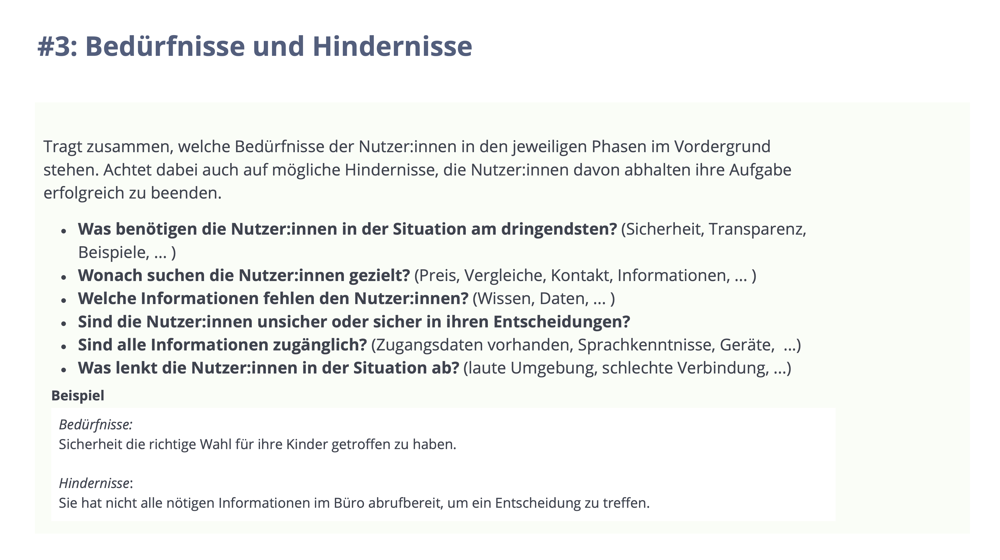 #3: Bedürfnisse und Hindernisse
Tragt zusammen, welche Bedürfnisse der Nutzer:innen in den jeweiligen Phasen im Vordergrund
stehen. Achtet dabei auch auf mögliche Hindernisse, die Nutzer:innen davon abhalten ihre Aufgabe
erfolgreich zu beenden.
• Was benötigen die Nutzer:innen in der Situation am dringendsten? (Sicherheit, Transparenz,
Beispiele, ... )
• Wonach suchen die Nutzer:innen gezielt? (Preis, Vergleiche, Kontakt, Informationen, ... )
• Welche Informationen fehlen den Nutzer:innen? (Wissen, Daten, ... )
• Sind die Nutzer:innen unsicher oder sicher in ihren Entscheidungen?
• Sind alle Informationen zugänglich? (Zugangsdaten vorhanden, Sprachkenntnisse, Geräte,  ...)
• Was lenkt die Nutzer:innen in der Situation ab? (laute Umgebung, schlechte Verbindung, ...)
Beispiel
Bedürfnisse:
Sicherheit die richtige Wahl für ihre Kinder getroffen zu haben.
Hindernisse:
Sie hat nicht alle nötigen Informationen im Büro abrufbereit, um ein Entscheidung zu treffen.